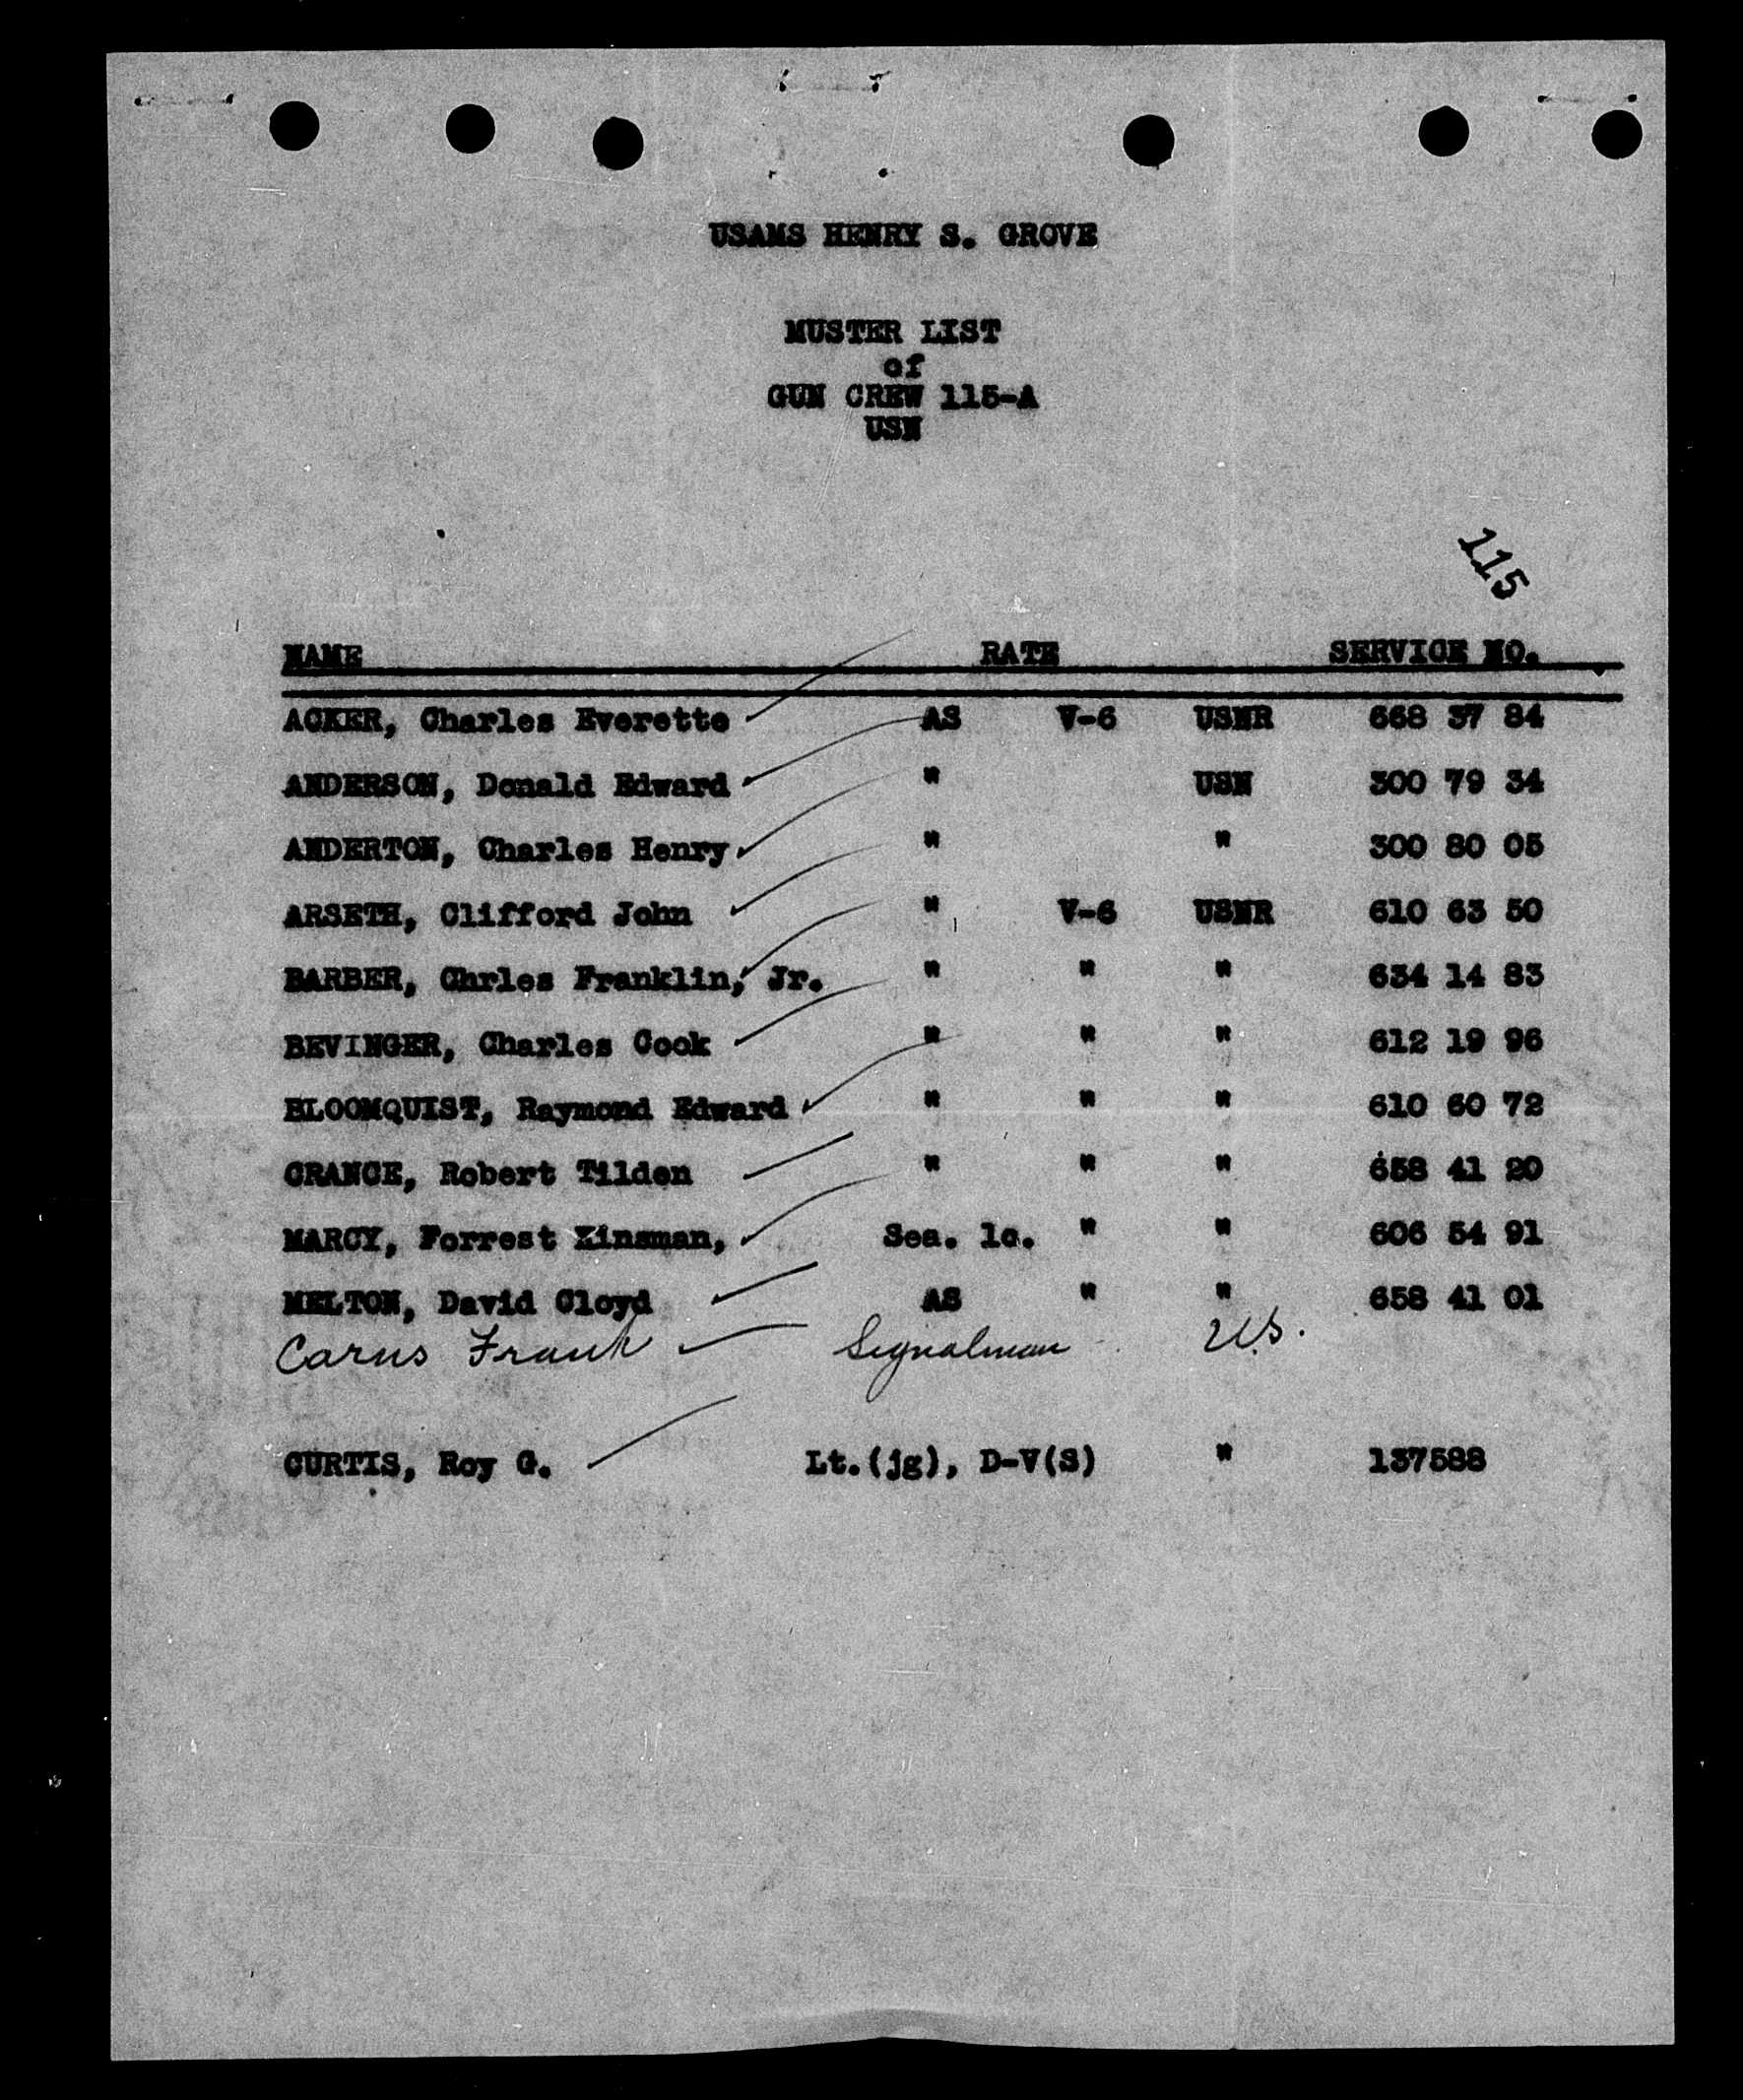 USAMS HENRY S. GROVE
MUSTER LIST
of
GUN CREW 115-A
USN
115
NAME RATE SERVICE NO.
ACKER, Charles Everette AS V-6 USNR 668 37 84
ANDERSON, Donald Edward " USN 300 79 34
ANDERTON, Charles Henry " " 300 80 05
ARSETH, Clifford John " V-6 USNR 610 63 50
BARBER, Chrles Franklin, Jr. " " " 634 14 83
BEVINGER, Charles Cook " " " 612 19 96
BLOOMQUIST, Raymond Edward " " " 610 60 72
CRANCE, Robert Tilden " " " 658 41 20
MARCY, Forrest Kinsman, Sea. 1c. " " 606 54 91
MELTON, David Cloyd AS " " 658 41 01
Carus Frank Signalman U.S.
CURTIS, Roy G. Lt.(jg), D-V(S) " 137588